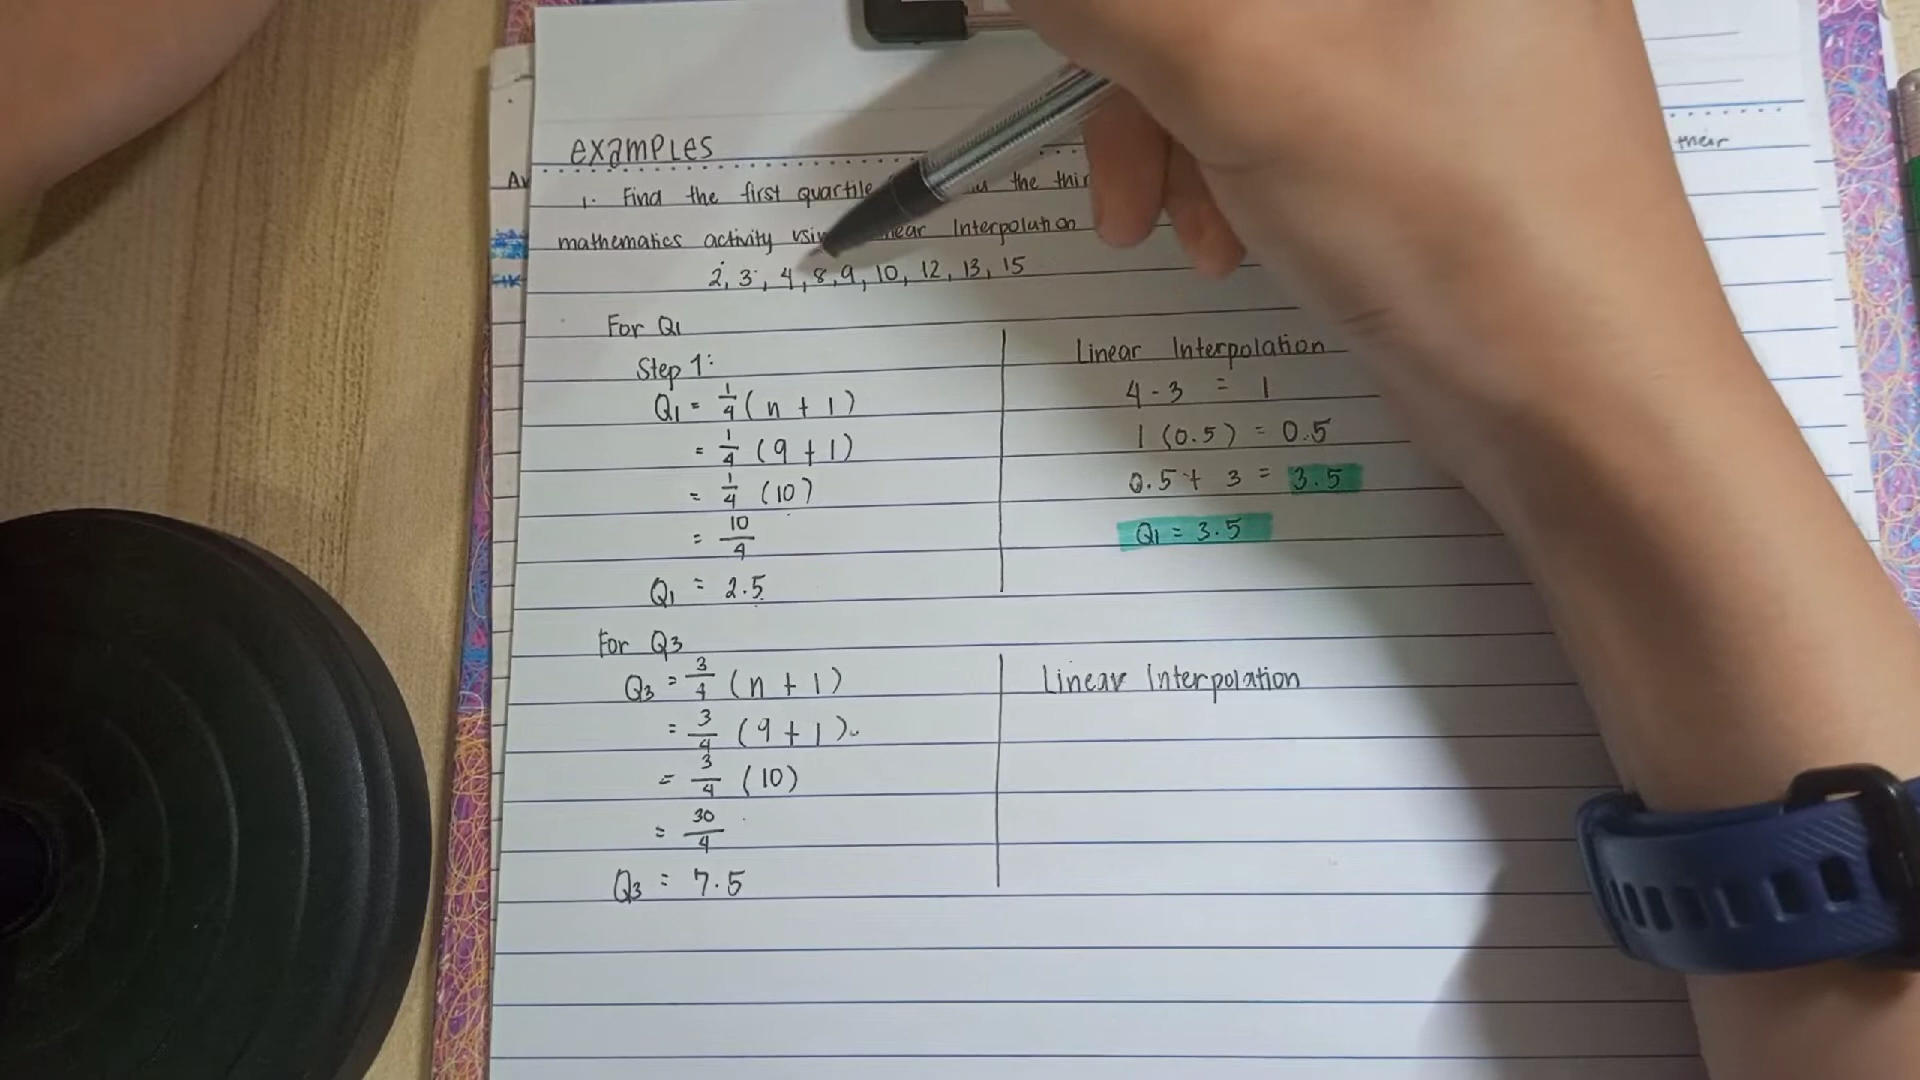 examples
1. Find the first quartile the
mathematics activity Interpolation
2, 3, 4, 8, 9, 10, 12, 13, 15
their
For Q1
Step 1:
Q1 = 1/4 (n + 1)
= 1/4 (9 + 1)
= 1/4 (10)
= 10/4
Q1 = 2.5
Linear Interpolation
4 - 3 = 1
1 (0.5) = 0.5
0.5 + 3 = 3.5
Q1 = 3.5
For Q3
Q3 = 3/4 (n + 1)
= 3/4 (9 + 1)
= 3/4 (10)
= 30/4
Q3 = 7.5
Linear Interpolation